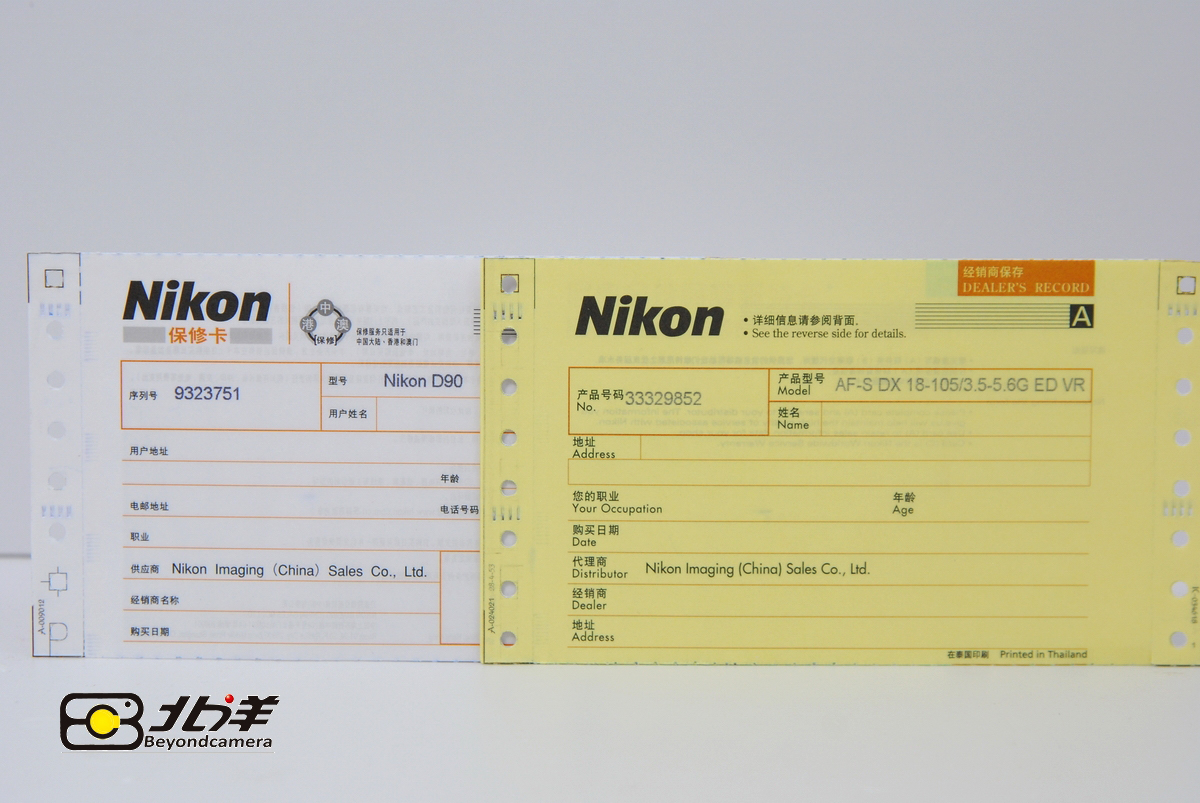 Nikon
保修卡
中
港 澳
[保修]
保修服务只适用于
中国大陆·香港和澳门
序列号 9323751
型号 Nikon D90
用户姓名
用户地址
年龄
电邮地址
电话号码
职业
供应商 Nikon Imaging (China) Sales Co., Ltd.
经销商名称
购买日期
A-009012
经销商保存
DEALER'S RECORD
Nikon
• 详细信息请参阅背面.
• See the reverse side for details.
A
产品号码 33329852
No.
产品型号 AF-S DX 18-105/3.5-5.6G ED VR
Model
姓名
Name
地址
Address
您的职业
Your Occupation
年龄
Age
购买日期
Date
代理商
Distributor Nikon Imaging (China) Sales Co., Ltd.
经销商
Dealer
地址
Address
在泰国印刷 Printed in Thailand
北洋
Beyondcamera